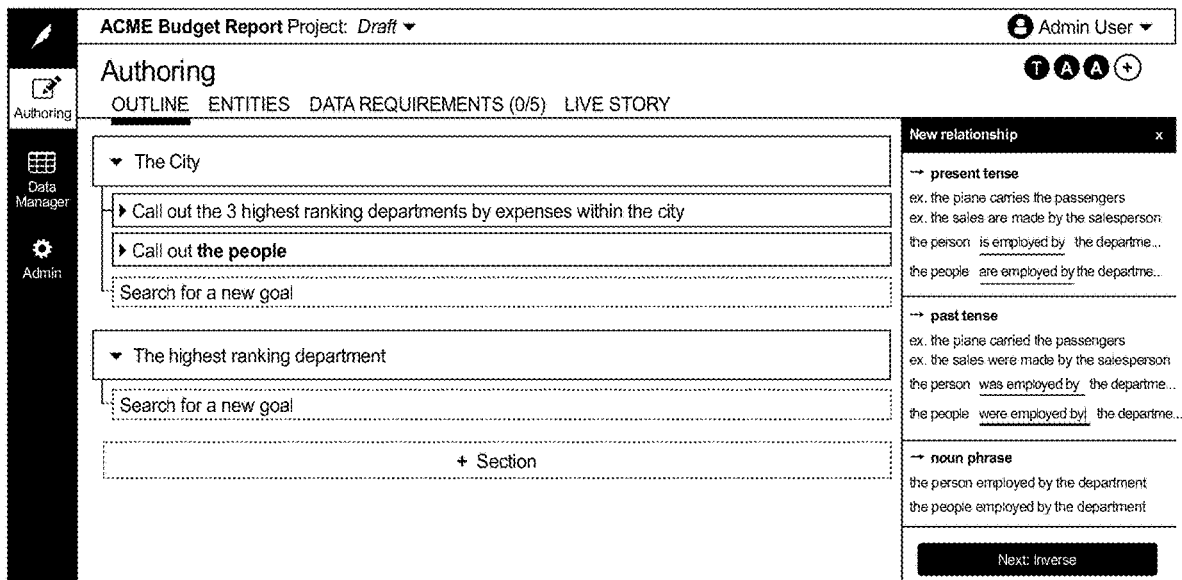 ACME Budget Report Project: Draft
Admin User
Authoring
T A A +
Authoring
OUTLINE ENTITIES DATA REQUIREMENTS (0/5) LIVE STORY
Data
Manager
Admin
The City
Call out the 3 highest ranking departments by expenses within the city
Call out the people
Search for a new goal
The highest ranking department
Search for a new goal
+ Section
New relationship x
→ present tense
ex. the plane carries the passengers
ex. the sales are made by the salesperson
the person is employed by the departme...
the people are employed by the departme...
→ past tense
ex. the plane carried the passengers
ex. the sales were made by the salesperson
the person was employed by the departme...
the people were employed by the departme...
→ noun phrase
the person employed by the department
the people employed by the department
Next: Inverse